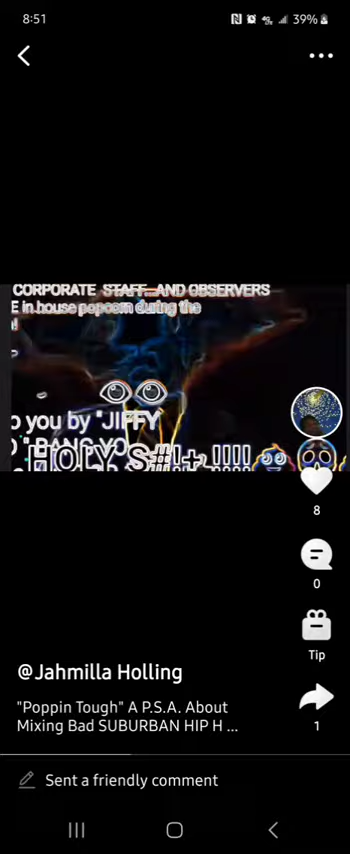 8:51
39%
CORPORATE STAFF...AND OBSERVERS
E in house popcorn during the
o you by "JIFFY
HOLY S#!+ !!!!
8
0
Tip
1
@Jahmilla Holling
"Poppin Tough" A P.S.A. About
Mixing Bad SUBURBAN HIP H ...
Sent a friendly comment